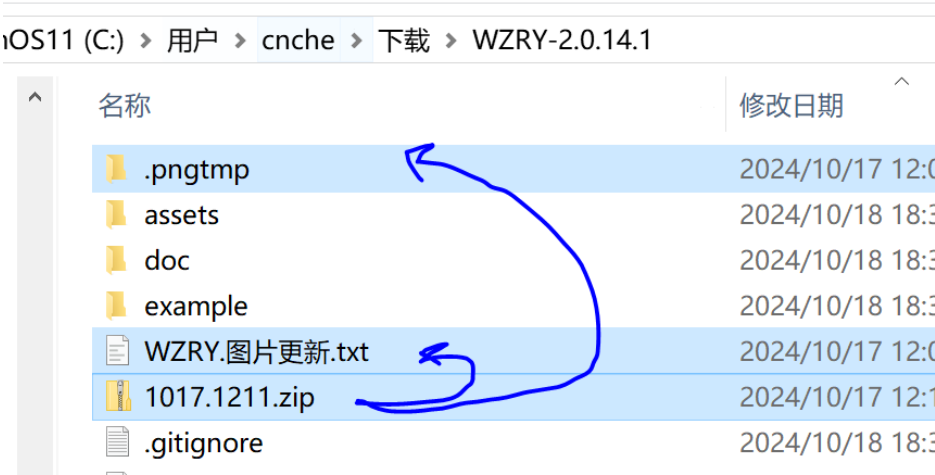 OS11 (C:) > 用户 > cnche > 下载 > WZRY-2.0.14.1
名称 修改日期
.pngtmp 2024/10/17 12:0
assets 2024/10/18 18:3
doc 2024/10/18 18:3
example 2024/10/18 18:3
WZRY.图片更新.txt 2024/10/17 12:0
1017.1211.zip 2024/10/17 12:1
.gitignore 2024/10/18 18:3